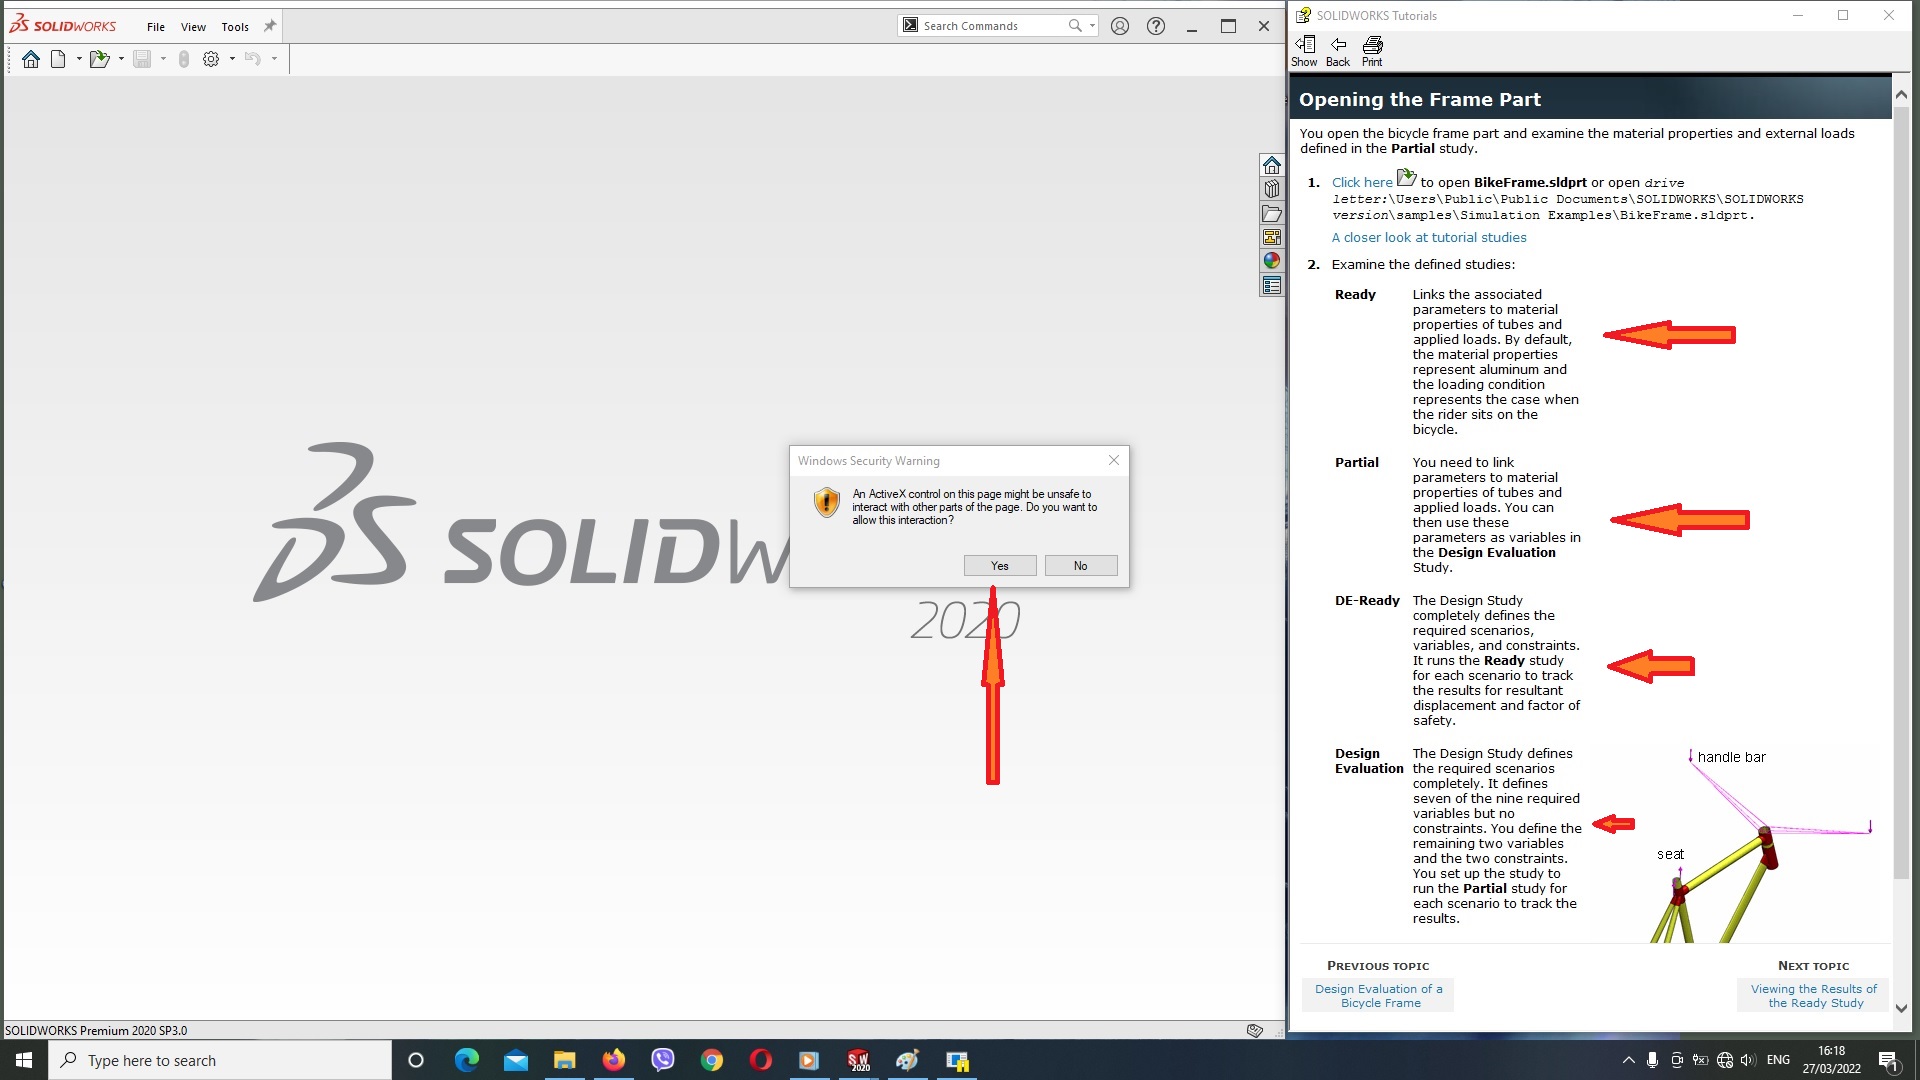 SOLIDWORKS File View Tools
Search Commands
SOLIDWORKS
2020
Windows Security Warning
An ActiveX control on this page might be unsafe to
interact with other parts of the page. Do you want to
allow this interaction?
Yes No
SOLIDWORKS Premium 2020 SP3.0
SOLIDWORKS Tutorials
Show Back Print
Opening the Frame Part
You open the bicycle frame part and examine the material properties and external loads
defined in the Partial study.
1. Click here to open BikeFrame.sldprt or open drive
letter:\Users\Public\Public Documents\SOLIDWORKS\SOLIDWORKS
version\samples\Simulation Examples\BikeFrame.sldprt.
A closer look at tutorial studies
2. Examine the defined studies:
Ready Links the associated
parameters to material
properties of tubes and
applied loads. By default,
the material properties
represent aluminum and
the loading condition
represents the case when
the rider sits on the
bicycle.
Partial You need to link
parameters to material
properties of tubes and
applied loads. You can
then use these
parameters as variables in
the Design Evaluation
Study.
DE-Ready The Design Study
completely defines the
required scenarios,
variables, and constraints.
It runs the Ready study
for each scenario to track
the results for resultant
displacement and factor of
safety.
Design The Design Study defines
Evaluation the required scenarios
completely. It defines
seven of the nine required
variables but no
constraints. You define the
remaining two variables
and the two constraints.
You set up the study to
run the Partial study for
each scenario to track the
results.
handle bar
seat
PREVIOUS TOPIC
Design Evaluation of a
Bicycle Frame
NEXT TOPIC
Viewing the Results of
the Ready Study
Type here to search
SW
2020
ENG
16:18
27/03/2022
1